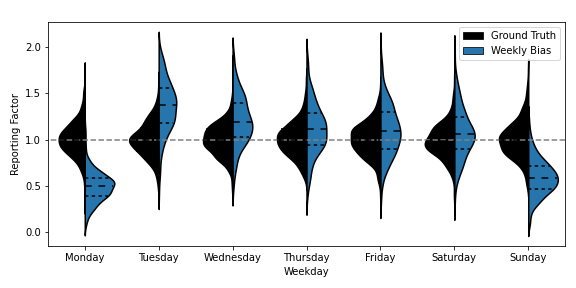 Ground Truth
Weekly Bias
Reporting Factor
2.0
1.5
1.0
0.5
0.0
Monday Tuesday Wednesday Thursday Friday Saturday Sunday
Weekday